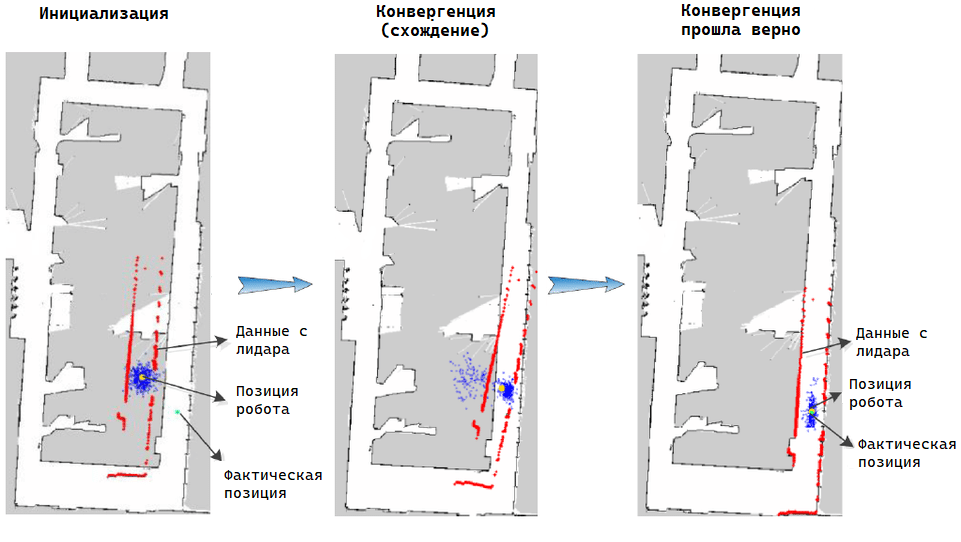 Инициализация
Конвергенция
(схождение)
Конвергенция
прошла верно
Данные с
лидара
Позиция
робота
Фактическая
позиция
Данные с
лидара
Позиция
робота
Фактическая
позиция